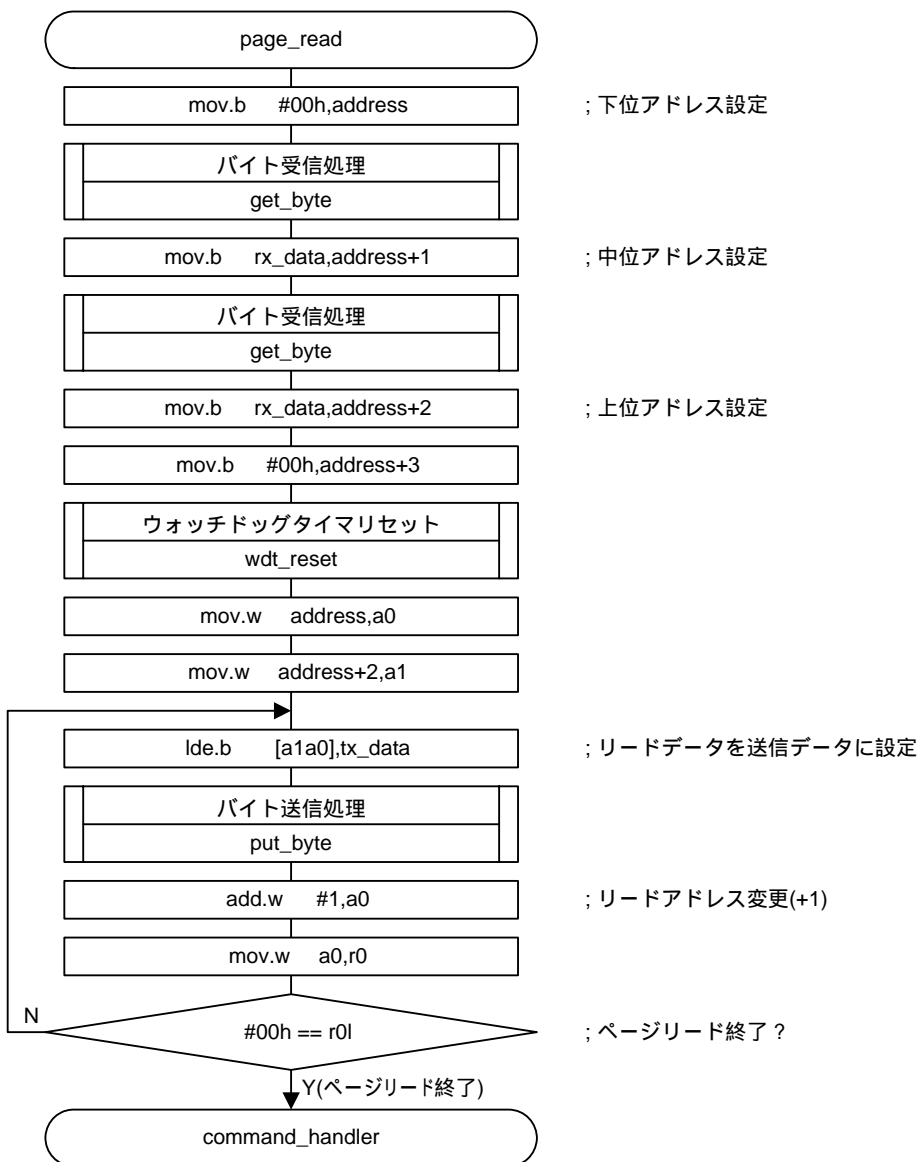 page_read
mov.b #00h,address ; 下位アドレス設定
バイト受信処理
get_byte
mov.b rx_data,address+1 ; 中位アドレス設定
バイト受信処理
get_byte
mov.b rx_data,address+2 ; 上位アドレス設定
mov.b #00h,address+3
ウォッチドッグタイマリセット
wdt_reset
mov.w address,a0
mov.w address+2,a1
lde.b [a1a0],tx_data ; リードデータを送信データに設定
バイト送信処理
put_byte
add.w #1,a0 ; リードアドレス変更(+1)
mov.w a0,r0
N
#00h == r0l ; ページリード終了？
Y(ページリード終了)
command_handler